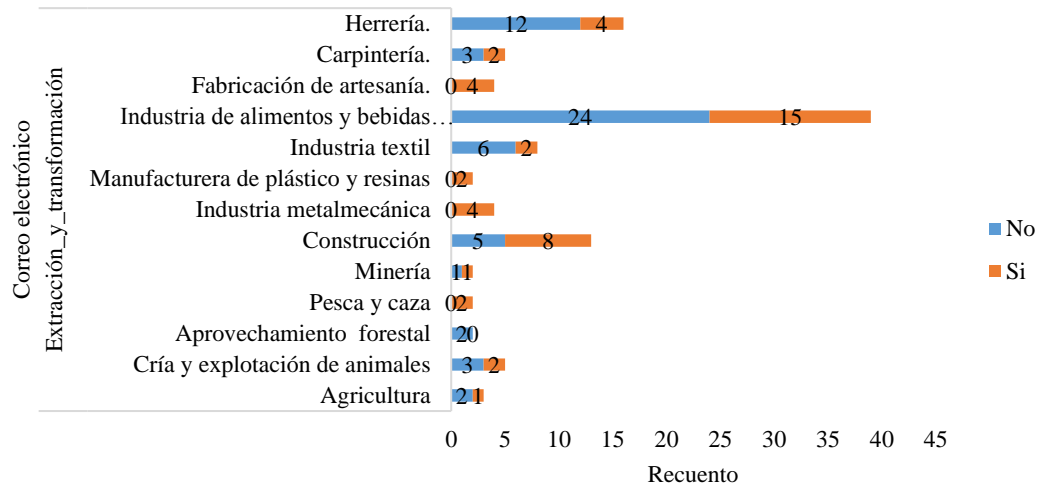 Correo electrónico
Extracción_y_transformación
Herrería.
12 4
Carpintería.
3 2
Fabricación de artesanía.
0 4
Industria de alimentos y bebidas…
24 15
Industria textil
6 2
Manufacturera de plástico y resinas
0 2
Industria metalmecánica
0 4
Construcción
5 8
Minería
1 1
Pesca y caza
0 2
Aprovechamiento forestal
2 0
Cría y explotación de animales
3 2
Agricultura
2 1
0 5 10 15 20 25 30 35 40 45
Recuento
No
Si